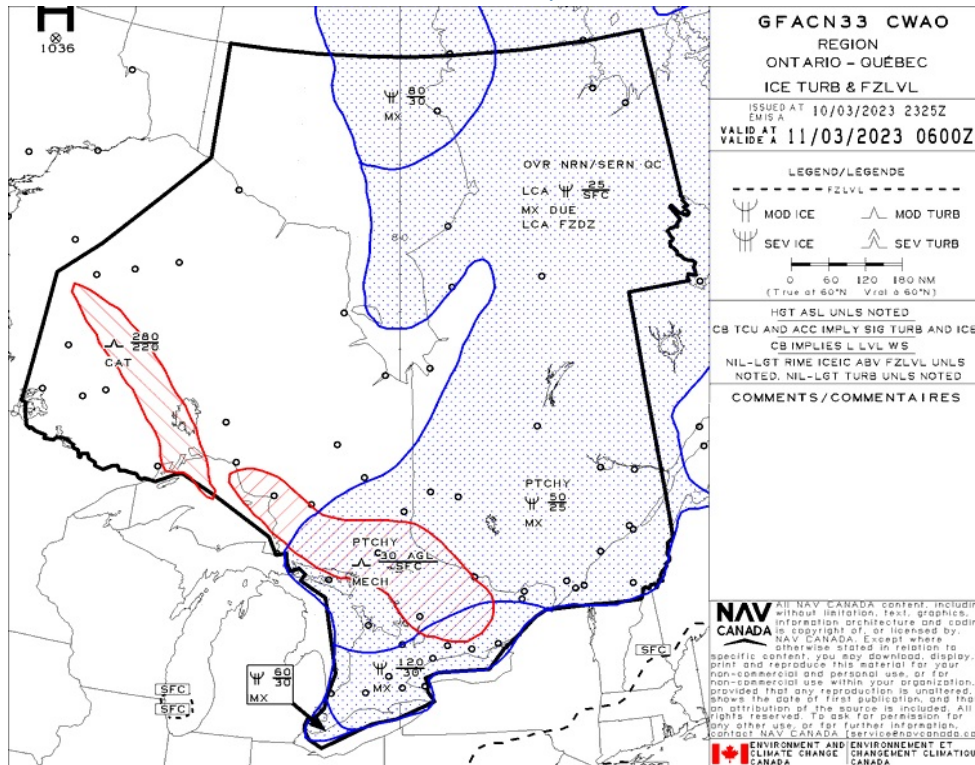 H
1036
80
30
MX
OVR NRN/SERN QC
LCA 25
SFC
MX DUE
LCA FZDZ
80
280
220
CAT
PTCHY
50
25
MX
PTCHY
30 AGL
SFC
MECH
60
30
MX
120
30
MX
SFC
SFC
SFC
GFACN33 CWAO
REGION
ONTARIO - QUÉBEC
ICE TURB & FZLVL
ISSUED AT 10/03/2023 2325Z
ÉMIS A
VALID AT 11/03/2023 0600Z
VALIDE A
LEGEND/LÉGENDE
FZLVL
MOD ICE MOD TURB
SEV ICE SEV TURB
0 60 120 180 NM
(True at 60°N Vrai à 60°N)
HGT ASL UNLS NOTED
CB TCU AND ACC IMPLY SIG TURB AND ICE
CB IMPLIES L LVL WS
NIL-LGT RIME ICEIC ABV FZLVL UNLS
NOTED. NIL-LGT TURB UNLS NOTED
COMMENTS/COMMENTAIRES
NAV
CANADA
All NAV CANADA content, includin
without limitation, text, graphics,
information architecture and codin
is copyright of, or licensed by,
NAV CANADA. Except where
otherwise stated in relation to
specific content, you may download, display,
print and reproduce this material for your
non-commercial and personal use, or for
non-commercial use within your organization,
provided that any reproduction is unaltered,
shows the date of first publication, and tha
an attribution of the source is included. All
rights reserved. To ask for permission for
any other use, or for further information,
contact NAV CANADA [service@navcanada.ca
ENVIRONMENT AND
CLIMATE CHANGE
CANADA
ENVIRONNEMENT ET
CHANGEMENT CLIMATIQU
CANADA